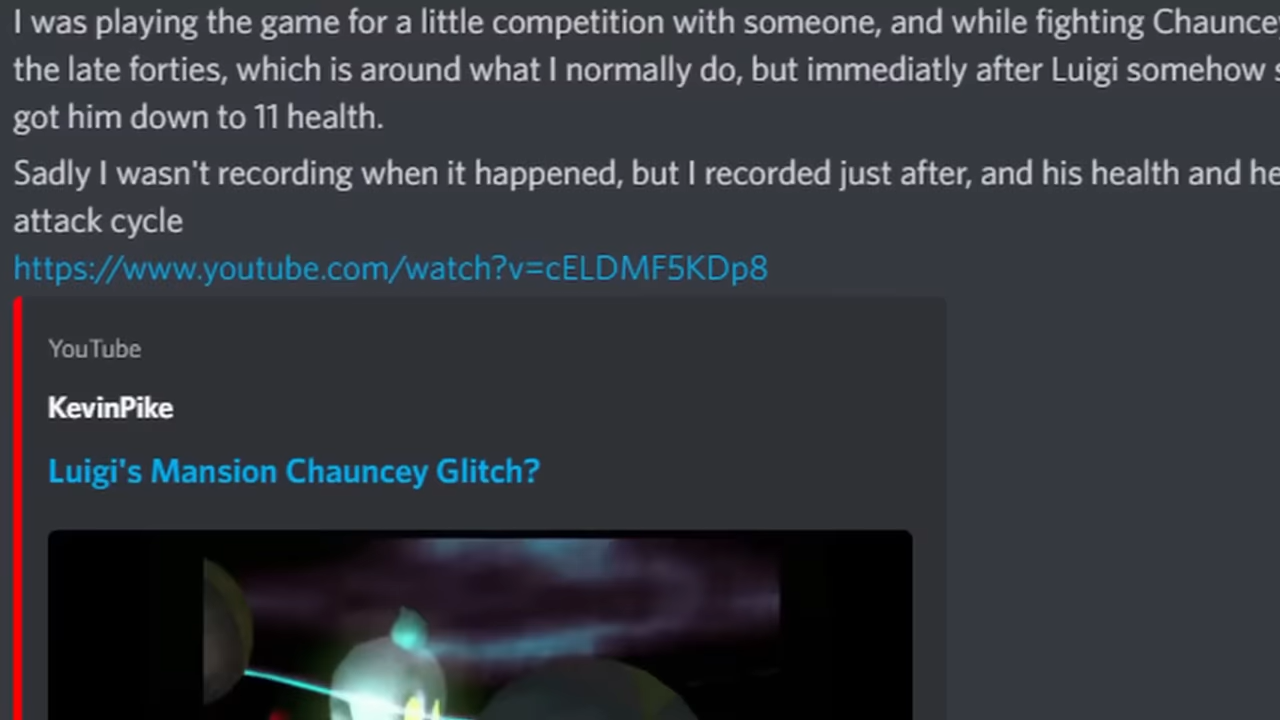 I was playing the game for a little competition with someone, and while fighting Chauncey,
the late forties, which is around what I normally do, but immediatly after Luigi somehow
got him down to 11 health.
Sadly I wasn't recording when it happened, but I recorded just after, and his health and
attack cycle
https://www.youtube.com/watch?v=cELDMF5KDp8
YouTube
KevinPike
Luigi's Mansion Chauncey Glitch?